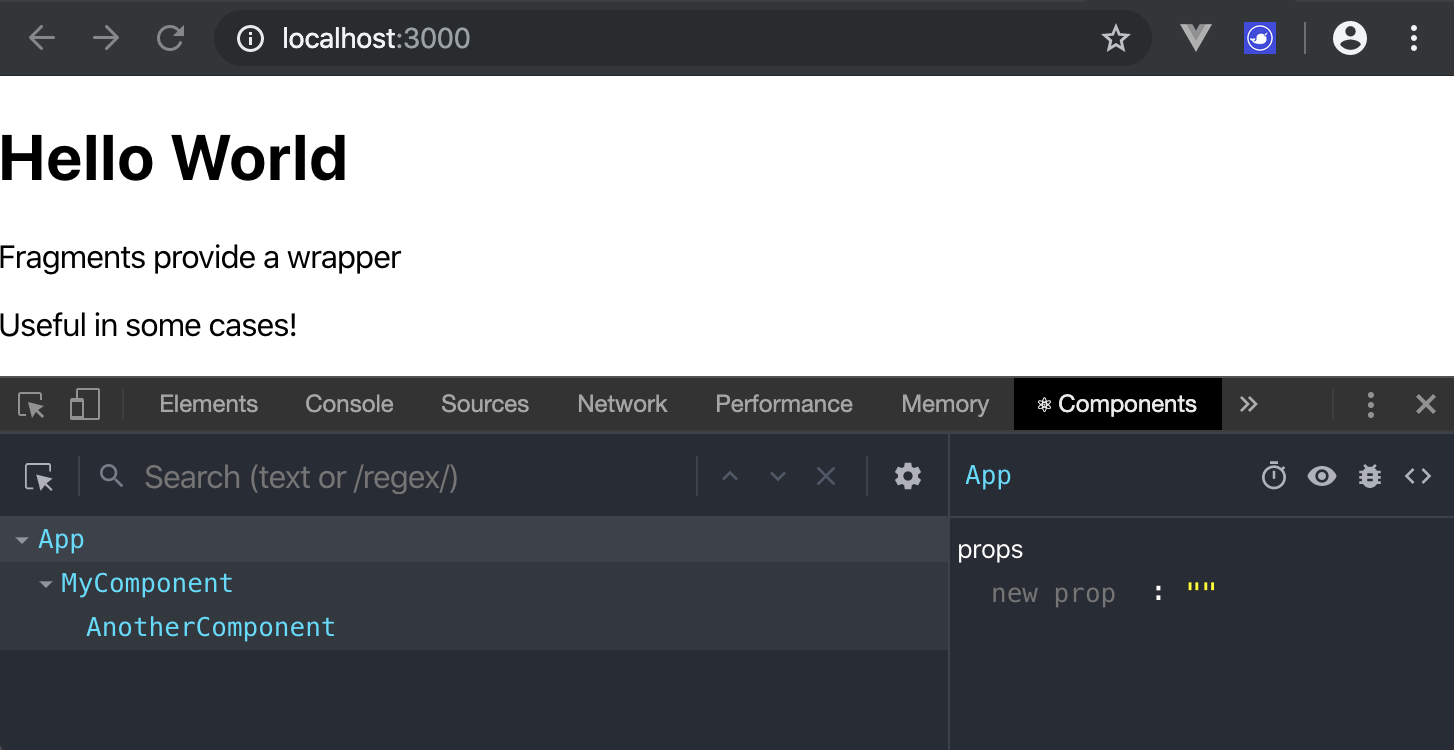 localhost:3000
Hello World
Fragments provide a wrapper
Useful in some cases!
Elements Console Sources Network Performance Memory Components
Search (text or /regex/)
App
App
MyComponent
AnotherComponent
props
new prop : ""